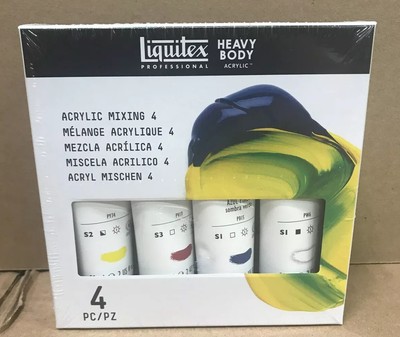 Liquitex
PROFESSIONAL
HEAVY
BODY
ACRYLIC™
ACRYLIC MIXING 4
MÉLANGE ACRYLIQUE 4
MEZCLA ACRÍLICA 4
MISCELA ACRILICO 4
ACRYL MISCHEN 4
S2
S3
S1
S1
4
PC/PZ